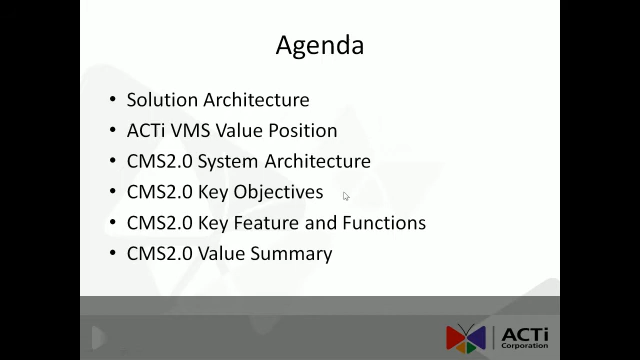 Agenda
• Solution Architecture
• ACTi VMS Value Position
• CMS2.0 System Architecture
• CMS2.0 Key Objectives
• CMS2.0 Key Feature and Functions
• CMS2.0 Value Summary
ACTi
Corporation